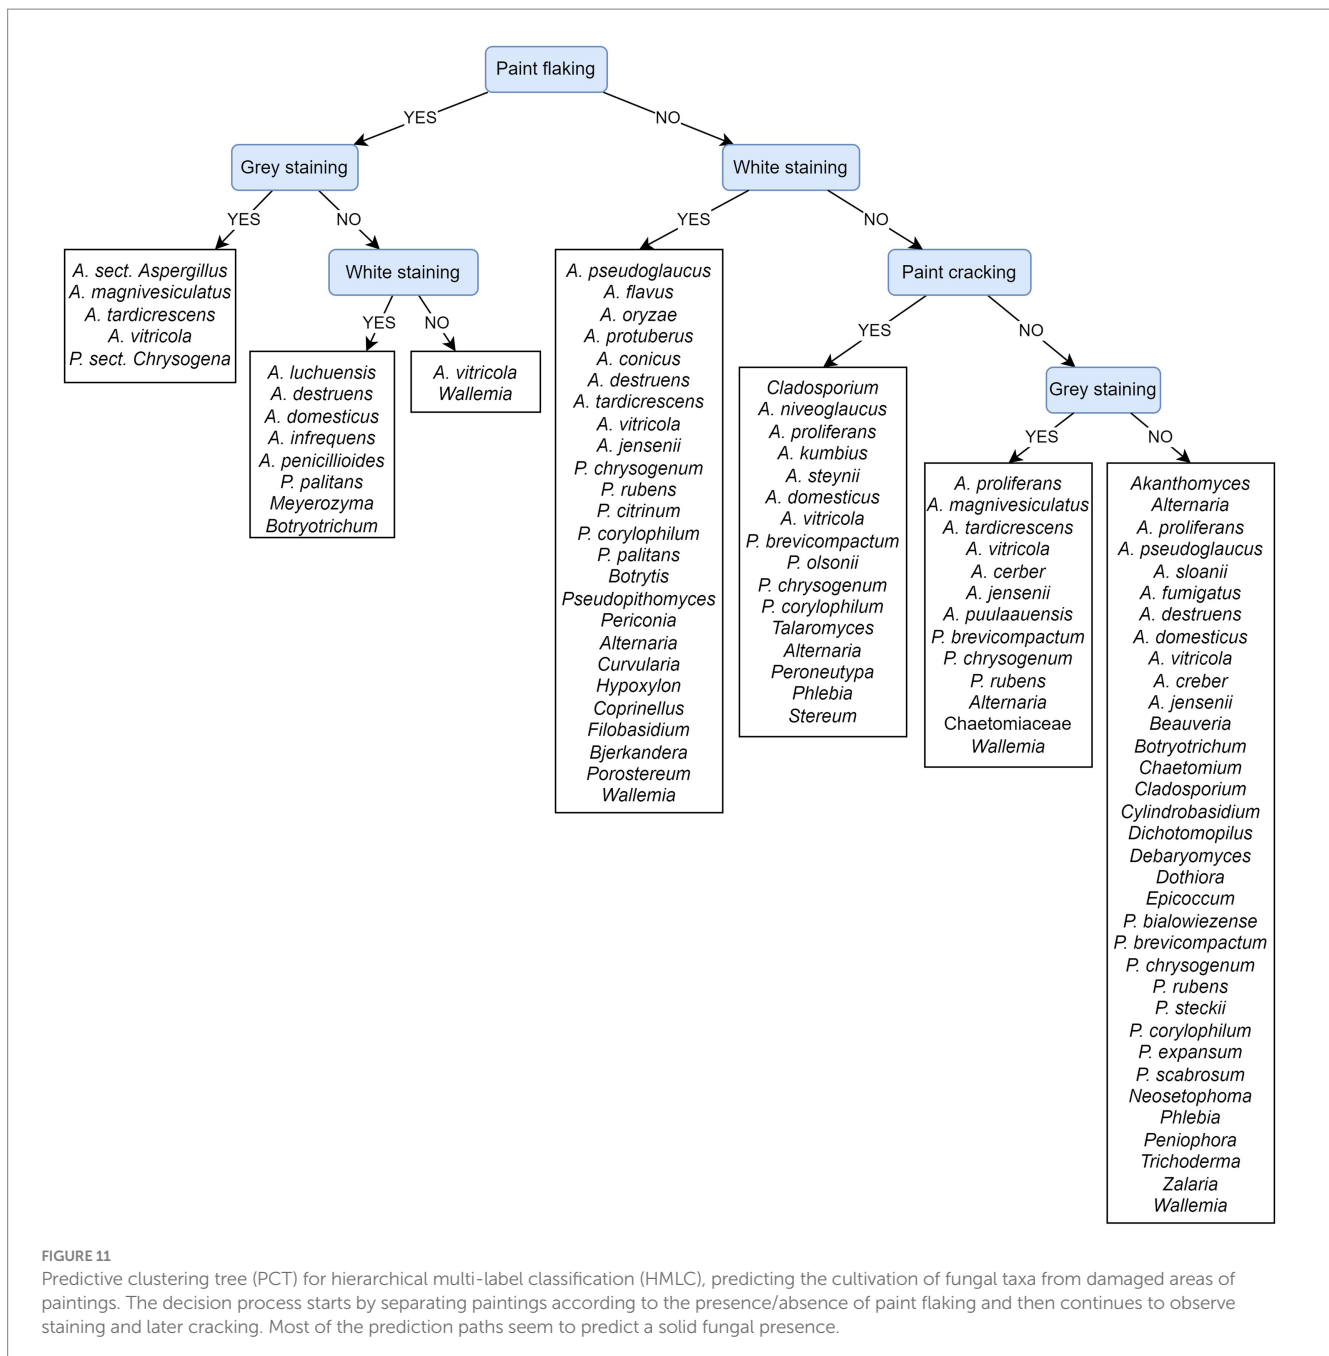 Paint flaking
YES
NO
Grey staining
White staining
YES
NO
YES
NO
A. sect. Aspergillus
A. magnivesiculatus
A. tardicrescens
A. vitricola
P. sect. Chrysogena
White staining
YES
NO
A. luchuensis
A. destruens
A. domesticus
A. infrequens
A. penicillioides
P. palitans
Meyerozyma
Botryotrichum
A. vitricola
Wallemia
A. pseudoglaucus
A. flavus
A. oryzae
A. protuberus
A. conicus
A. destruens
A. tardicrescens
A. vitricola
A. jensenii
P. chrysogenum
P. rubens
P. citrinum
P. corylophilum
P. palitans
Botrytis
Pseudopithomyces
Periconia
Alternaria
Curvularia
Hypoxylon
Coprinellus
Filobasidium
Bjerkandera
Porostereum
Wallemia
Paint cracking
YES
NO
Cladosporium
A. niveoglaucus
A. proliferans
A. kumbius
A. steynii
A. domesticus
A. vitricola
P. brevicompactum
P. olsonii
P. chrysogenum
P. corylophilum
Talaromyces
Alternaria
Peroneutypa
Phlebia
Stereum
Grey staining
YES
NO
A. proliferans
A. magnivesiculatus
A. tardicrescens
A. vitricola
A. cerber
A. jensenii
A. puulaauensis
P. brevicompactum
P. chrysogenum
P. rubens
Alternaria
Chaetomiaceae
Wallemia
Akanthomyces
Alternaria
A. proliferans
A. pseudoglaucus
A. sloanii
A. fumigatus
A. destruens
A. domesticus
A. vitricola
A. creber
A. jensenii
Beauveria
Botryotrichum
Chaetomium
Cladosporium
Cylindrobasidium
Dichotomopilus
Debaryomyces
Dothiora
Epicoccum
P. bialowiezense
P. brevicompactum
P. chrysogenum
P. rubens
P. steckii
P. corylophilum
P. expansum
P. scabrosum
Neosetophoma
Phlebia
Peniophora
Trichoderma
Zalaria
Wallemia
FIGURE 11
Predictive clustering tree (PCT) for hierarchical multi-label classification (HMLC), predicting the cultivation of fungal taxa from damaged areas of
paintings. The decision process starts by separating paintings according to the presence/absence of paint flaking and then continues to observe
staining and later cracking. Most of the prediction paths seem to predict a solid fungal presence.